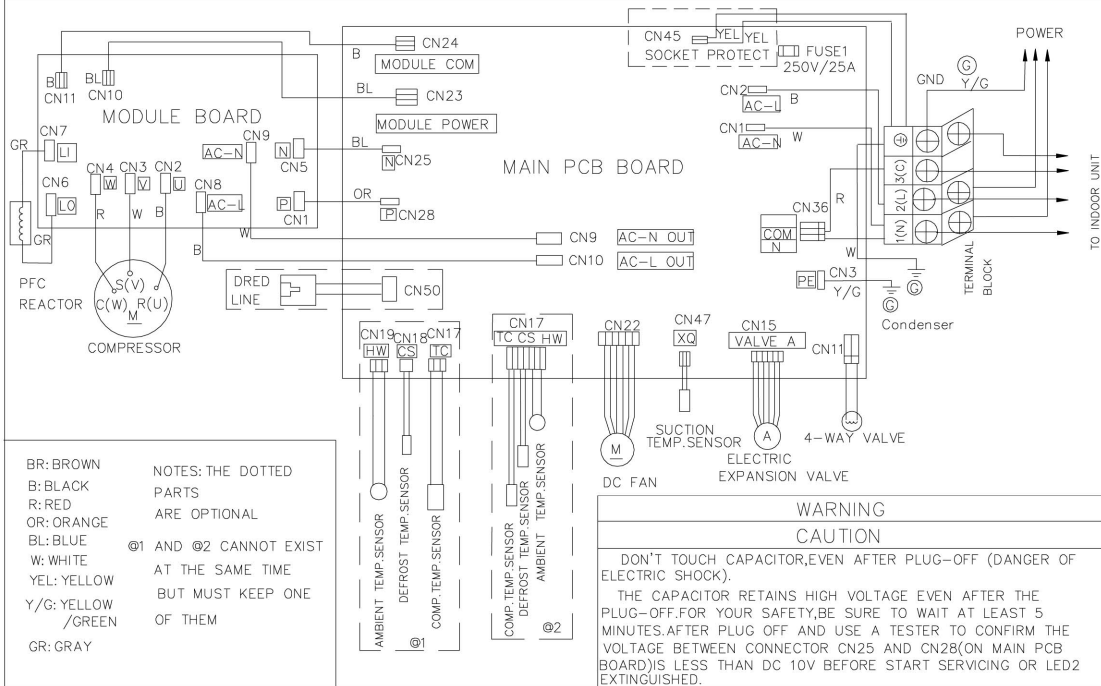 CN24
MODULE COM
CN23
MODULE POWER
B
BL
B
CN11
BL
CN10
MODULE BOARD
CN7
GR
LI
CN6
LO
GR
PFC
REACTOR
CN4
W
CN3
V
CN2
U
R
W
B
S(V)
C(W)
R(U)
M
COMPRESSOR
CN9
AC-N
CN8
AC-L
N
CN5
P
CN1
BL
N
CN25
OR
P
CN28
W
B
CN9
AC-N OUT
CN10
AC-L OUT
DRED
LINE
CN50
MAIN PCB BOARD
CN45
YEL
YEL
SOCKET PROTECT
FUSE1
250V/25A
CN2
AC-L
B
CN1
AC-N
W
CN36
COM
N
R
W
PE
CN3
Y/G
G
G
Condenser
GND
G
Y/G
POWER
3(C)
2(L)
1(N)
TERMINAL
BLOCK
TO INDOOR UNIT
CN19
HW
CN18
CS
CN17
TC
AMBIENT TEMP.SENSOR
DEFROST TEMP.SENSOR
COMP.TEMP.SENSOR
@1
CN17
TC CS HW
COMP.TEMP.SENSOR
DEFROST TEMP.SENSOR
AMBIENT TEMP.SENSOR
@2
CN22
M
DC FAN
CN47
XQ
SUCTION
TEMP.SENSOR
CN15
VALVE A
A
ELECTRIC
EXPANSION VALVE
CN11
4-WAY VALVE
BR: BROWN
B: BLACK
R: RED
OR: ORANGE
BL: BLUE
W: WHITE
YEL: YELLOW
Y/G: YELLOW
/GREEN
GR: GRAY
NOTES: THE DOTTED
PARTS
ARE OPTIONAL
@1 AND @2 CANNOT EXIST
AT THE SAME TIME
BUT MUST KEEP ONE
OF THEM
WARNING
CAUTION
DON'T TOUCH CAPACITOR,EVEN AFTER PLUG-OFF (DANGER OF
ELECTRIC SHOCK).
THE CAPACITOR RETAINS HIGH VOLTAGE EVEN AFTER THE
PLUG-OFF.FOR YOUR SAFETY,BE SURE TO WAIT AT LEAST 5
MINUTES.AFTER PLUG OFF AND USE A TESTER TO CONFIRM THE
VOLTAGE BETWEEN CONNECTOR CN25 AND CN28(ON MAIN PCB
BOARD)IS LESS THAN DC 10V BEFORE START SERVICING OR LED2
EXTINGUISHED.